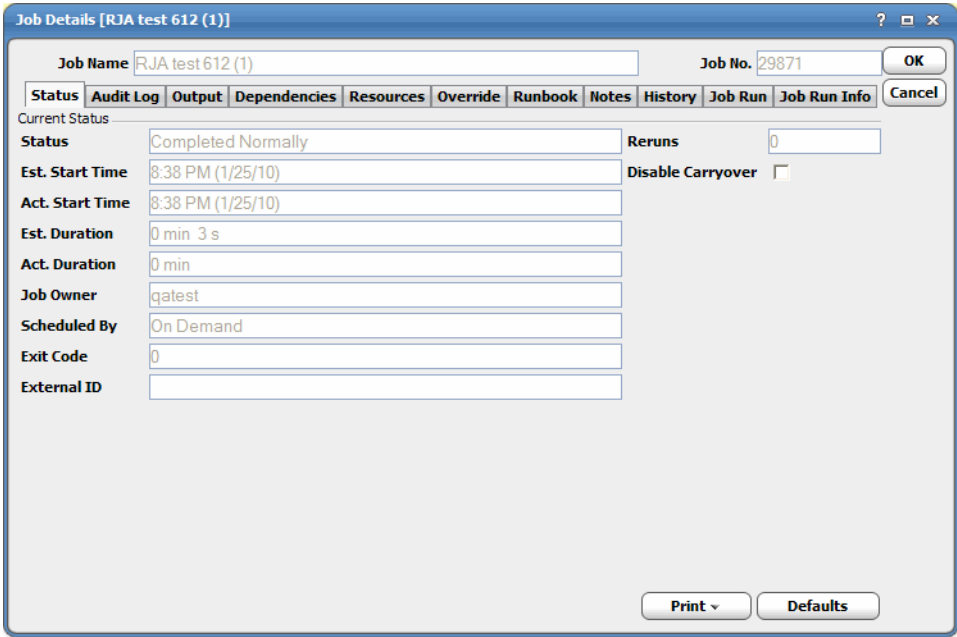 Job Details [RJA test 612 (1)] ?
Job Name RJA test 612 (1) Job No. 29871 OK
Status Audit Log Output Dependencies Resources Override Runbook Notes History Job Run Job Run Info Cancel
Current Status
Status Completed Normally Reruns 0
Est. Start Time 8:38 PM (1/25/10) Disable Carryover
Act. Start Time 8:38 PM (1/25/10)
Est. Duration 0 min 3 s
Act. Duration 0 min
Job Owner qatest
Scheduled By On Demand
Exit Code 0
External ID
Print Defaults